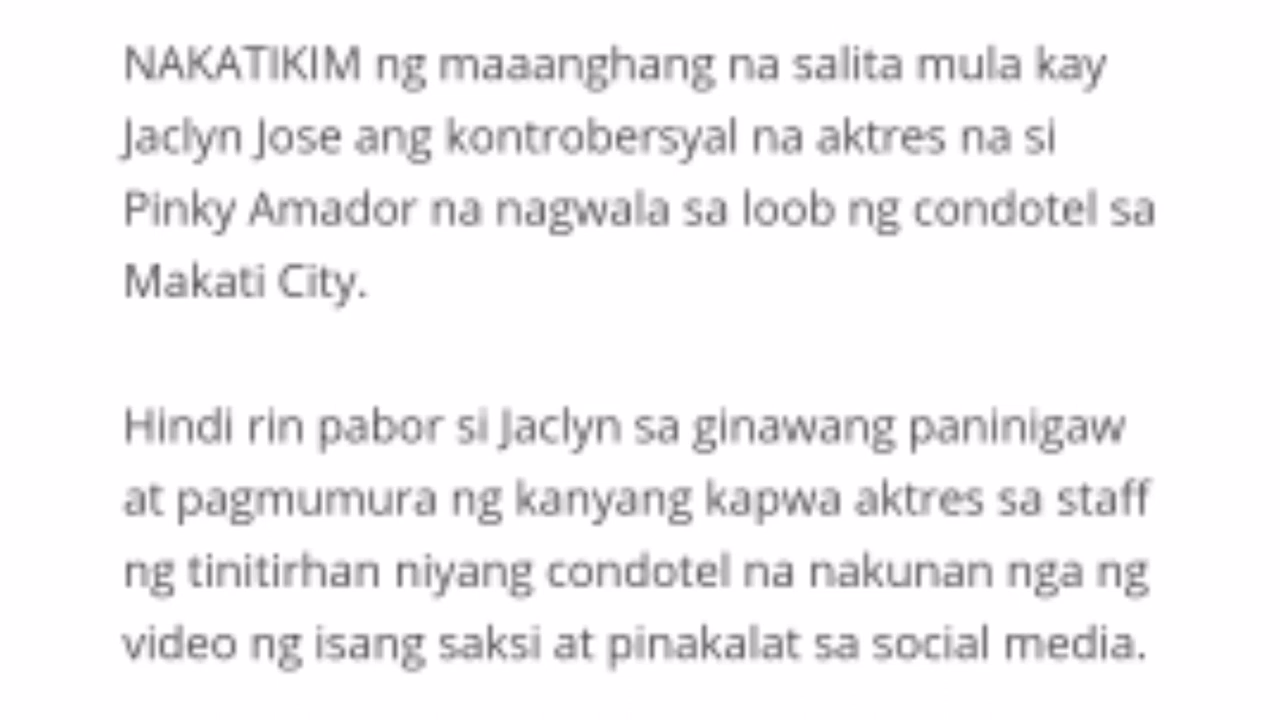 NAKATIKIM ng maaanghang na salita mula kay
Jaclyn Jose ang kontrobersyal na aktres na si
Pinky Amador na nagwala sa loob ng condotel sa
Makati City.
Hindi rin pabor si Jaclyn sa ginawang paninigaw
at pagmumura ng kanyang kapwa aktres sa staff
ng tinitirhan niyang condotel na nakunan nga ng
video ng isang saksi at pinakalat sa social media.